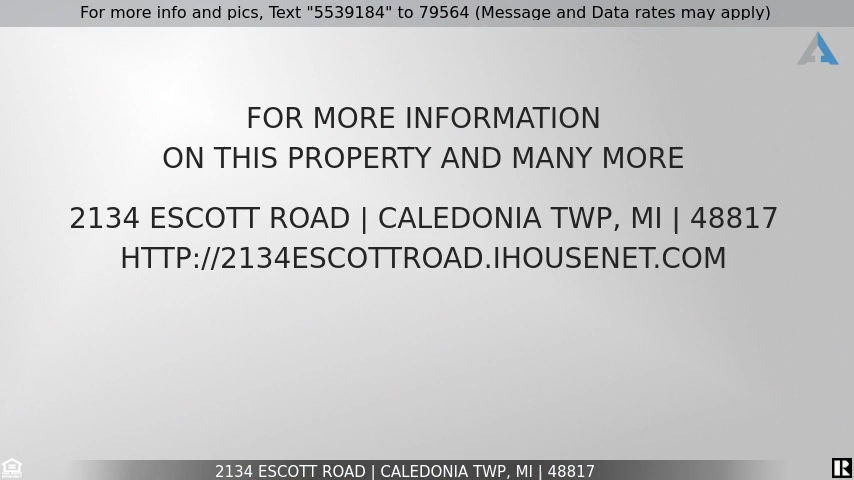 For more info and pics, Text "5539184" to 79564 (Message and Data rates may apply)
FOR MORE INFORMATION
ON THIS PROPERTY AND MANY MORE
2134 ESCOTT ROAD | CALEDONIA TWP, MI | 48817
HTTP://2134ESCOTTROAD.IHOUSENET.COM
2134 ESCOTT ROAD | CALEDONIA TWP, MI | 48817